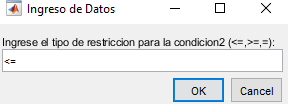 Ingreso de Datos
Ingrese el tipo de restriccion para la condicion2 (<=,>=,=):
<=
OK
Cancel